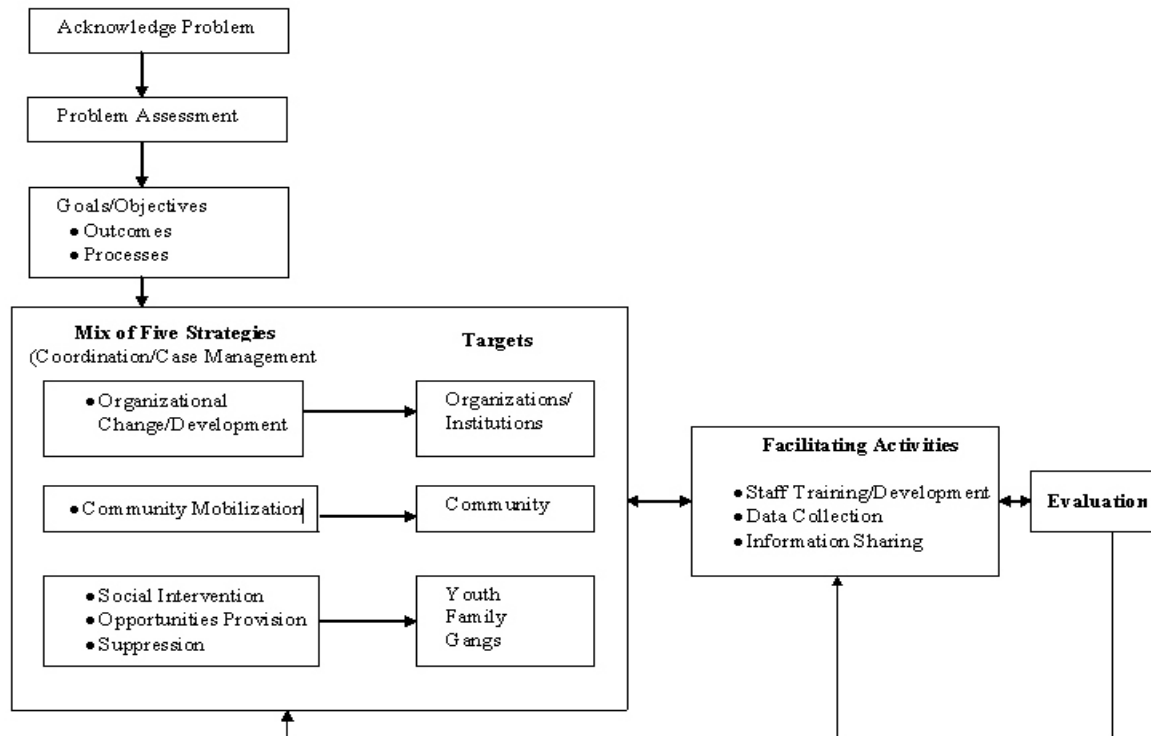 Acknowledge Problem
Problem Assessment
Goals/Objectives
● Outcomes
● Processes
Mix of Five Strategies
(Coordination/Case Management
Targets
● Organizational
Change/Development
Organizations/
Institutions
● Community Mobilization
Community
● Social Intervention
● Opportunities Provision
● Suppression
Youth
Family
Gangs
Facilitating Activities
● Staff Training/Development
● Data Collection
● Information Sharing
Evaluation